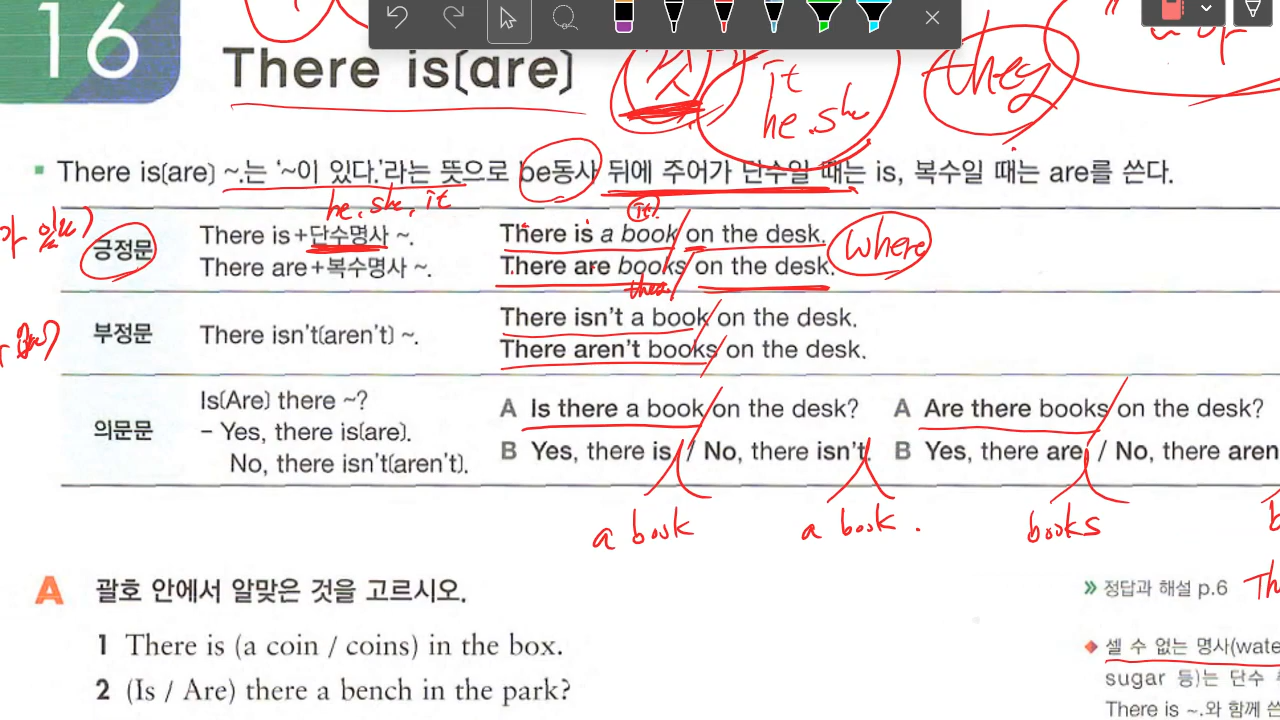 16
There is(are)
it
he.she
they
There is(are) ~.는 '~이 있다.'라는 뜻으로 be동사 뒤에 주어가 단수일 때는 is, 복수일 때는 are를 쓴다.
he. she. it
it
긍정문 There is+단수명사 ~. There is a book on the desk. where
There are+복수명사 ~. There are books on the desk.
부정문 There isn't(aren't) ~. There isn't a book on the desk.
There aren't books on the desk.
의문문 Is(Are) there ~? A Is there a book on the desk? A Are there books on the desk?
– Yes, there is(are). B Yes, there is. / No, there isn't. B Yes, there are. / No, there aren
No, there isn't(aren't).
a book a book. books
A 괄호 안에서 알맞은 것을 고르시오.
» 정답과 해설 p.6 Th
1 There is (a coin / coins) in the box.
셀 수 없는 명사(wate
2 (Is / Are) there a bench in the park?
sugar 등)는 단수
There is ~.와 함께 쓴